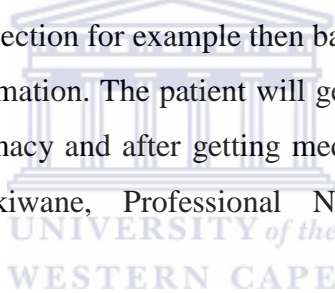 ection for example then ba
mation. The patient will ge
nacy and after getting med
kiwane, Professional N
UNIVERSITY of the
WESTERN CAPE